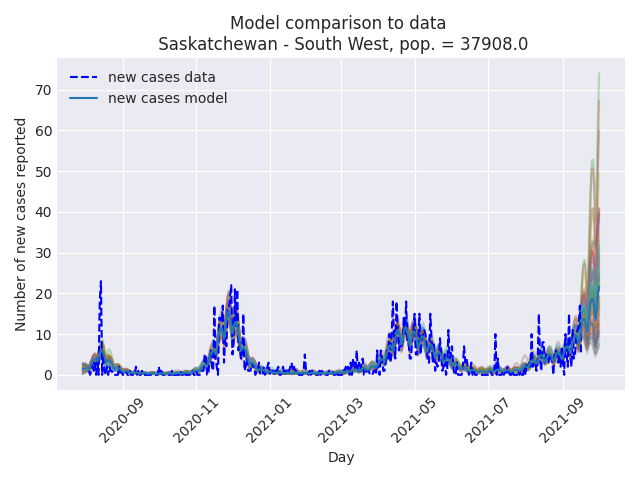 Model comparison to data
Saskatchewan - South West, pop. = 37908.0
new cases data
new cases model
Number of new cases reported
70
60
50
40
30
20
10
0
2020-09
2020-11
2021-01
2021-03
2021-05
2021-07
2021-09
Day